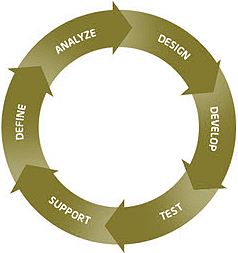 ANALYZE
DESIGN
DEVELOP
TEST
SUPPORT
DEFINE